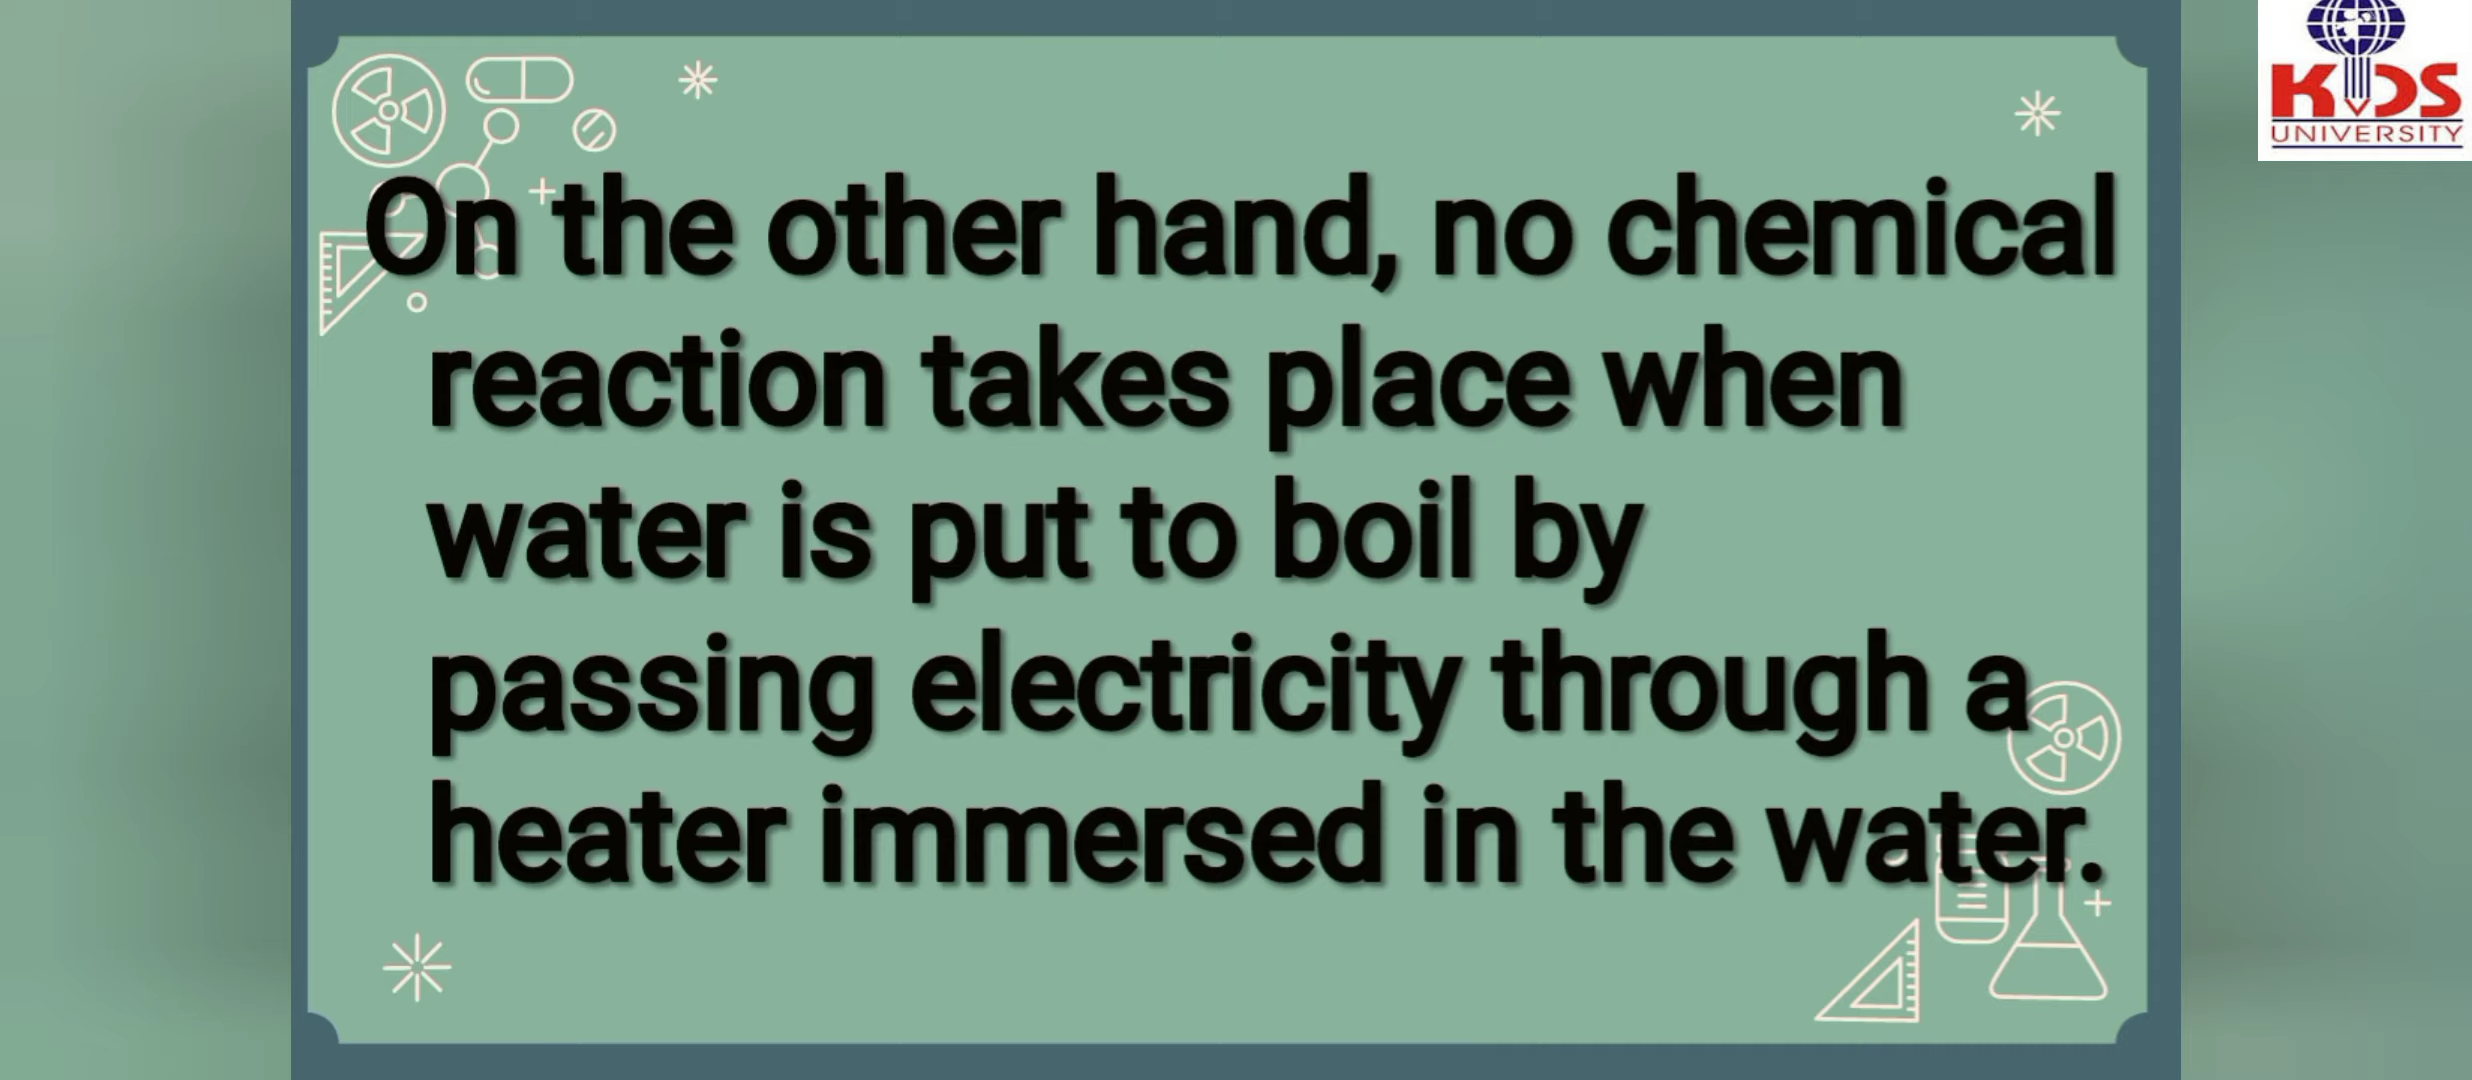 KIDS
UNIVERSITY
On the other hand, no chemical
reaction takes place when
water is put to boil by
passing electricity through a
heater immersed in the water.